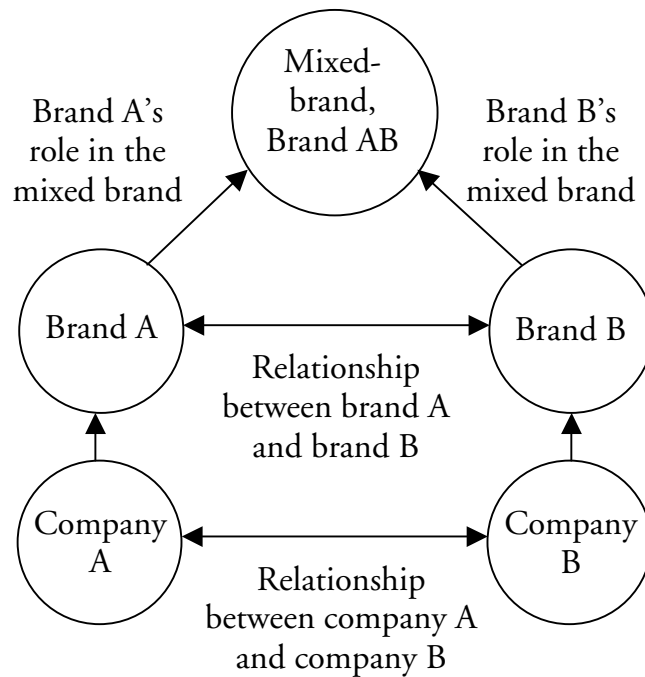 Mixed-
brand,
Brand AB
Brand A’s
role in the
mixed brand
Brand B’s
role in the
mixed brand
Brand A
Brand B
Relationship
between brand A
and brand B
Company
A
Company
B
Relationship
between company A
and company B